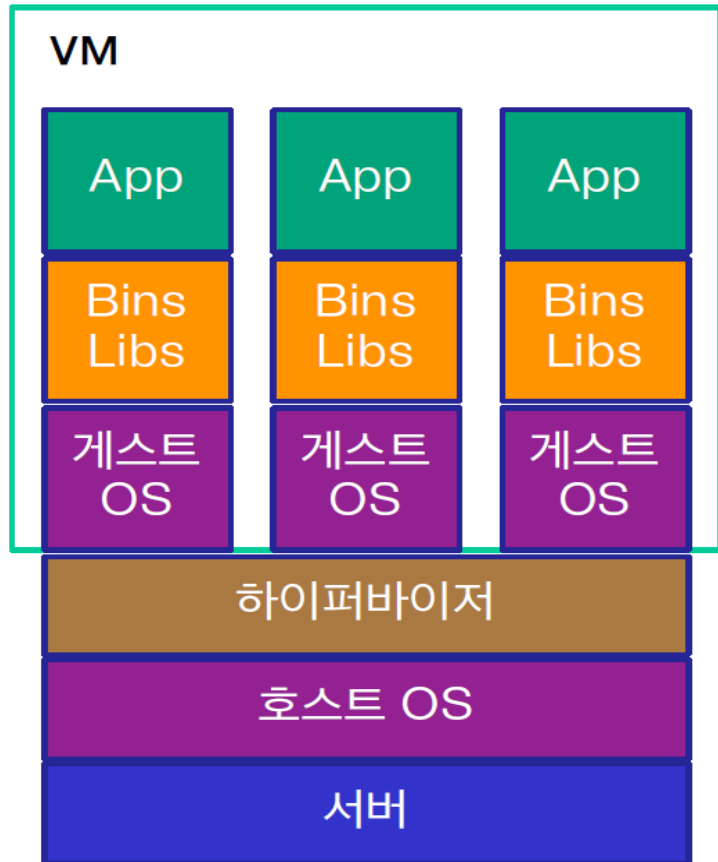 VM
App App App
Bins Bins Bins
Libs Libs Libs
게스트 게스트 게스트
OS OS OS
하이퍼바이저
호스트 OS
서버